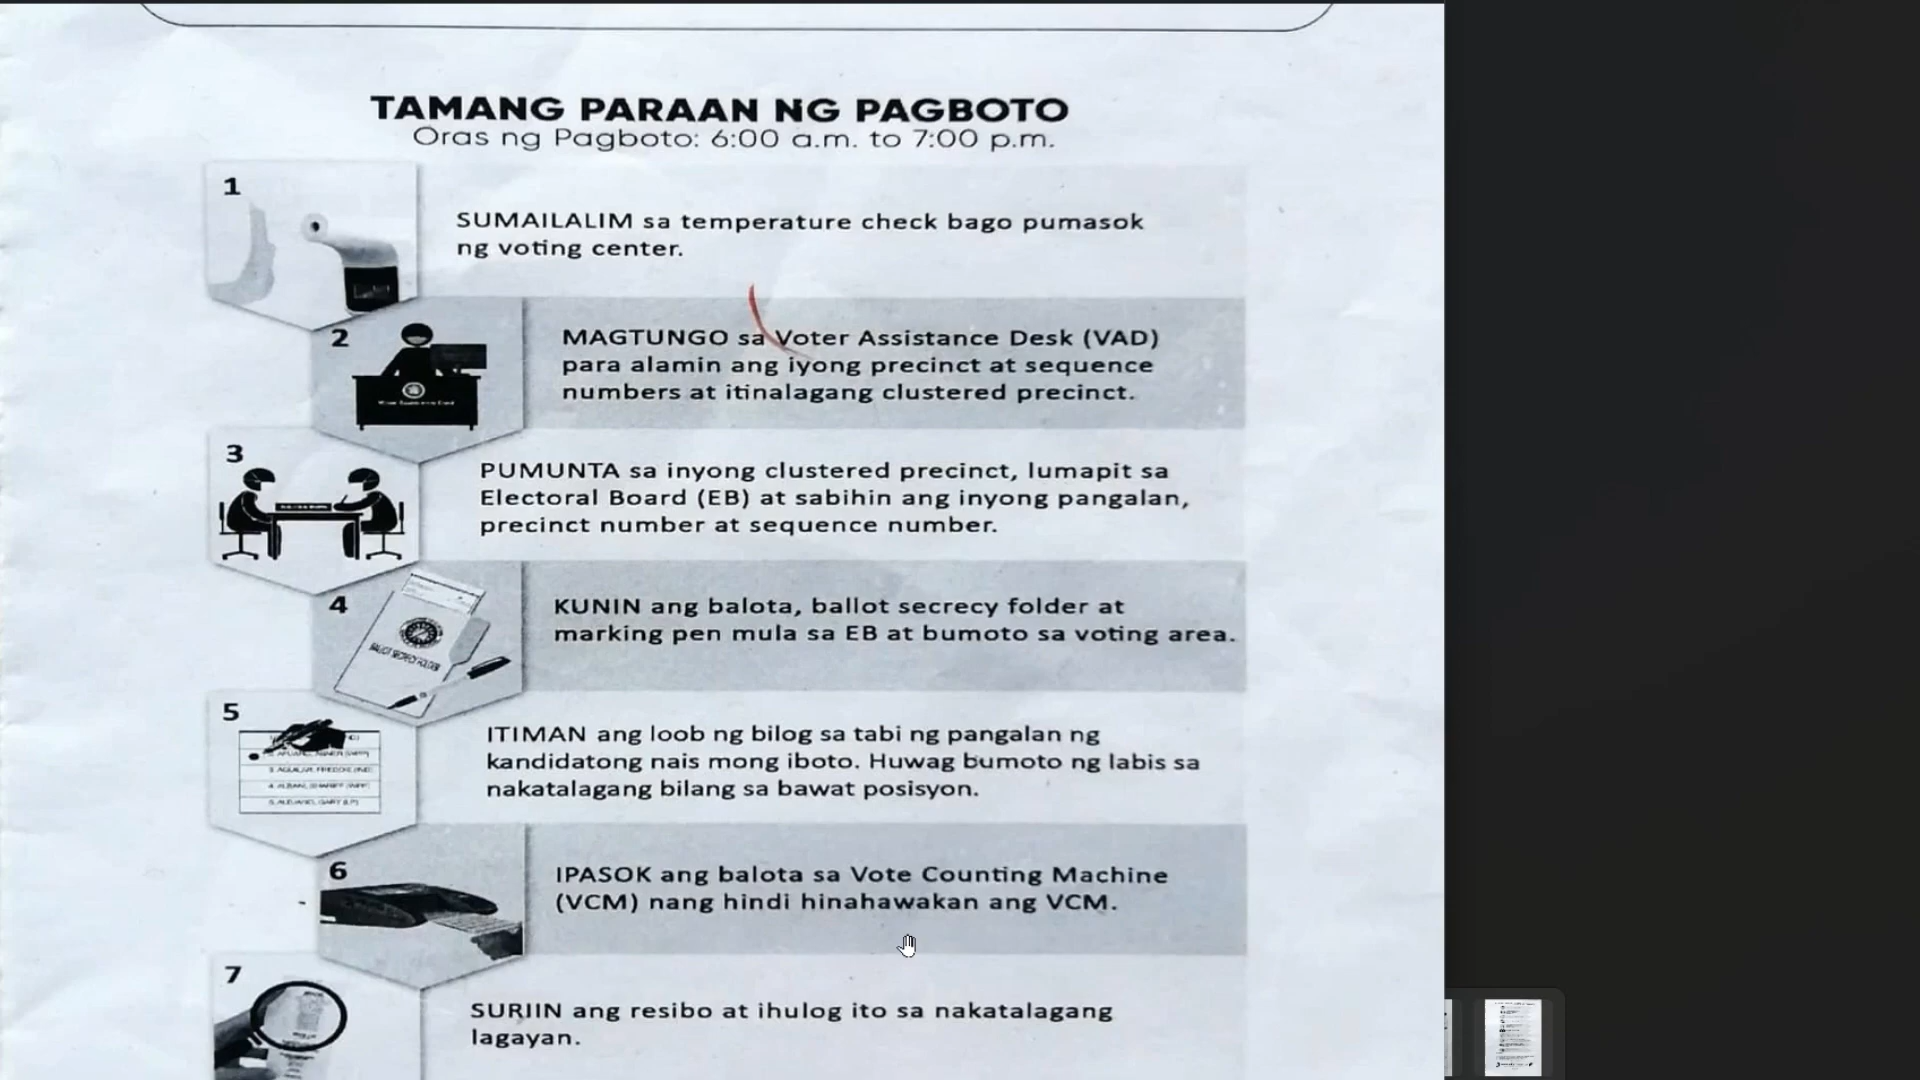 TAMANG PARAAN NG PAGBOTO
Oras ng Pagboto: 6:00 a.m. to 7:00 p.m.
1
SUMAILALIM sa temperature check bago pumasok
ng voting center.
2
MAGTUNGO sa Voter Assistance Desk (VAD)
para alamin ang iyong precinct at sequence
numbers at itinalagang clustered precinct.
3
PUMUNTA sa inyong clustered precinct, lumapit sa
Electoral Board (EB) at sabihin ang inyong pangalan,
precinct number at sequence number.
4
BALLOT SECRECY FOLDER
KUNIN ang balota, ballot secrecy folder at
marking pen mula sa EB at bumoto sa voting area.
5
ITIMAN ang loob ng bilog sa tabi ng pangalan ng
kandidatong nais mong iboto. Huwag bumoto ng labis sa
nakatalagang bilang sa bawat posisyon.
6
IPASOK ang balota sa Vote Counting Machine
(VCM) nang hindi hinahawakan ang VCM.
7
SURIIN ang resibo at ihulog ito sa nakatalagang
lagayan.